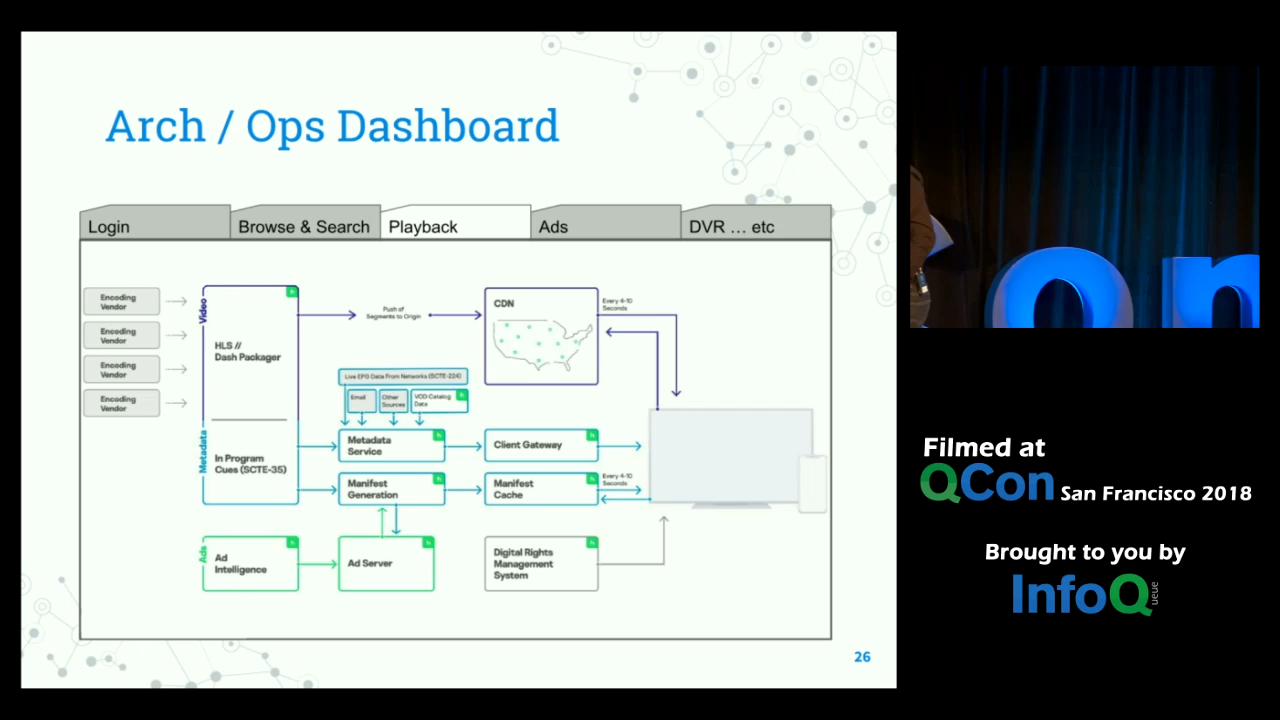 Arch / Ops Dashboard
Login
Browse & Search
Playback
Ads
DVR ... etc
Encoding
Vendor
Encoding
Vendor
Encoding
Vendor
Encoding
Vendor
Video
HLS //
Dash Packager
Metadata
In Program
Cues (SCTE-35)
Push of
Segments to Origin
CDN
Every 4-10
Seconds
Live EPG Data From Networks (SCTE-224)
Email
Other
Sources
VOD Catalog
Data
Metadata
Service
Client Gateway
Manifest
Generation
Manifest
Cache
Every 4-10
Seconds
Ads
Ad
Intelligence
Ad Server
Digital Rights
Management
System
26
on
Filmed at
QCon San Francisco 2018
Brought to you by
InfoQ
ueue